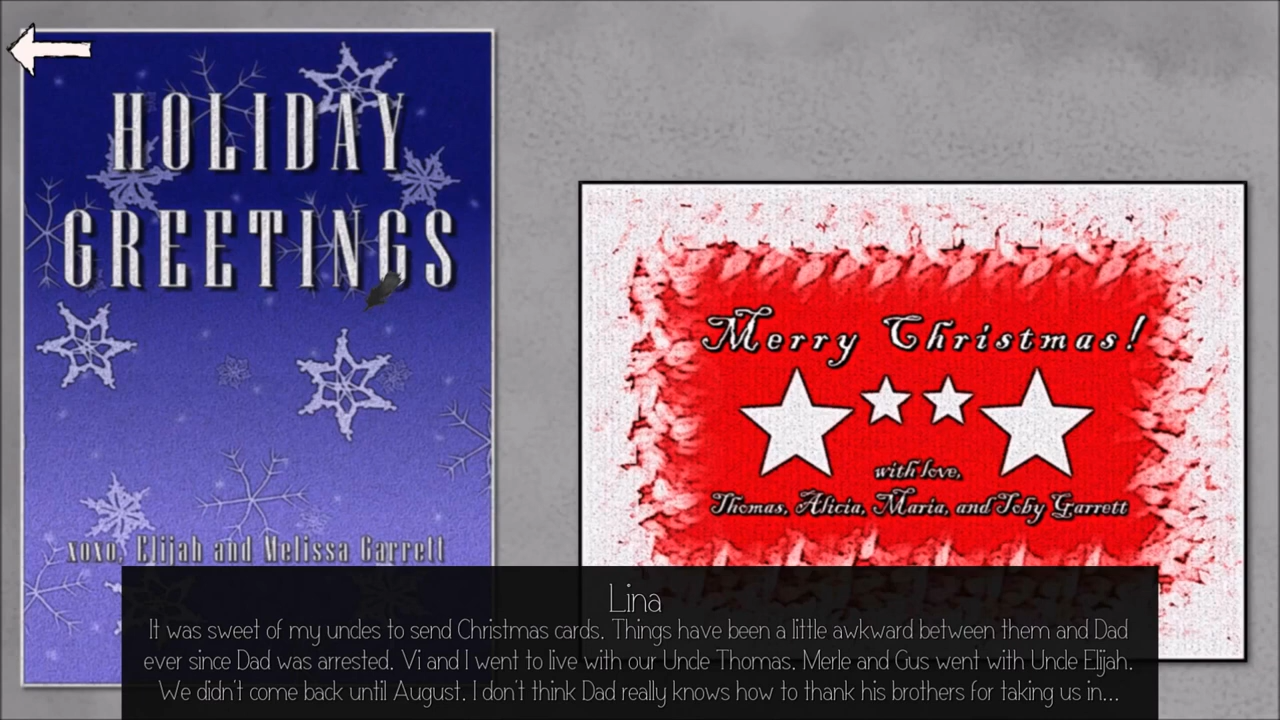 HOLIDAY
GREETINGS
xoxo, Elijah and Melissa Garrett
Merry Christmas!
with love,
Thomas, Alicia, Maria, and Toby Garrett
Lina
It was sweet of my uncles to send Christmas cards. Things have been a little awkward between them and Dad
ever since Dad was arrested. Vi and I went to live with our Uncle Thomas. Merle and Gus went with Uncle Elijah.
We didn't come back until August. I don't think Dad really knows how to thank his brothers for taking us in...